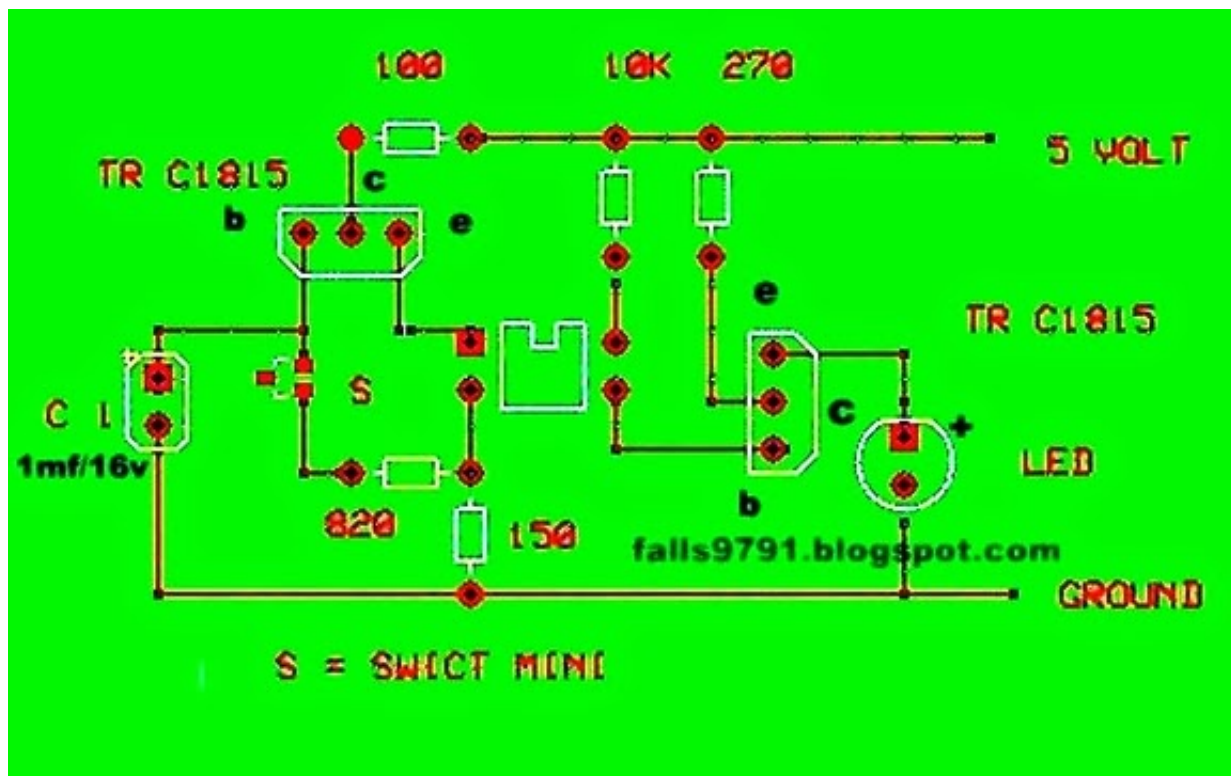 100
10K
270
5 VOLT
TR C1815
c
b
e
e
TR C1815
S
C 1
+
c
+
1mf/16v
LED
b
820
150
falls9791.blogspot.com
GROUND
S = SWICT MINI